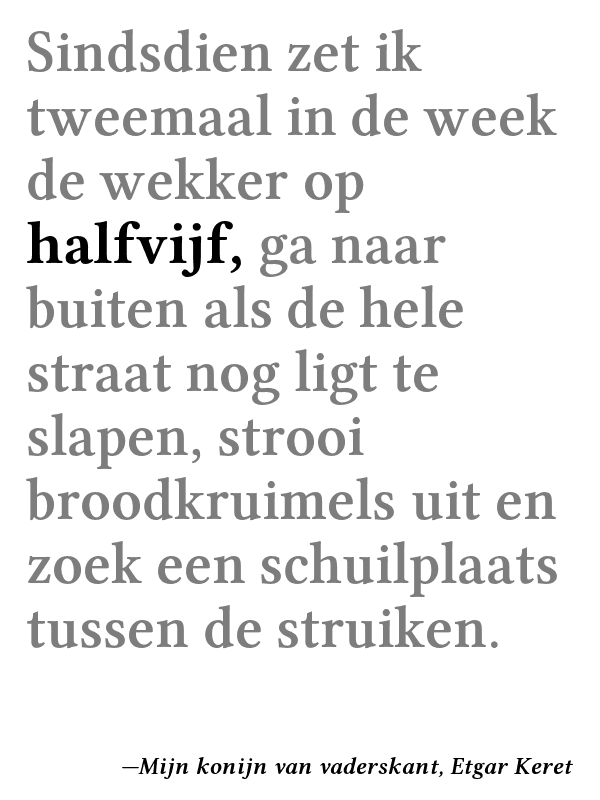 Sindsdien zet ik
tweemaal in de week
de wekker op
halfvijf, ga naar
buiten als de hele
straat nog ligt te
slapen, strooi
broodkruimels uit en
zoek een schuilplaats
tussen de struiken.
—Mijn konijn van vaderskant, Etgar Keret